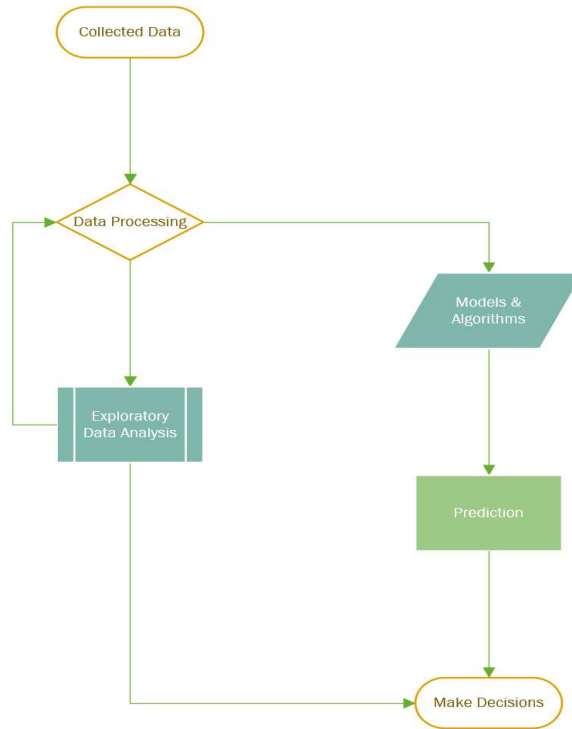 Collected Data
Data Processing
Models &
Algorithms
Exploratory
Data Analysis
Prediction
Make Decisions